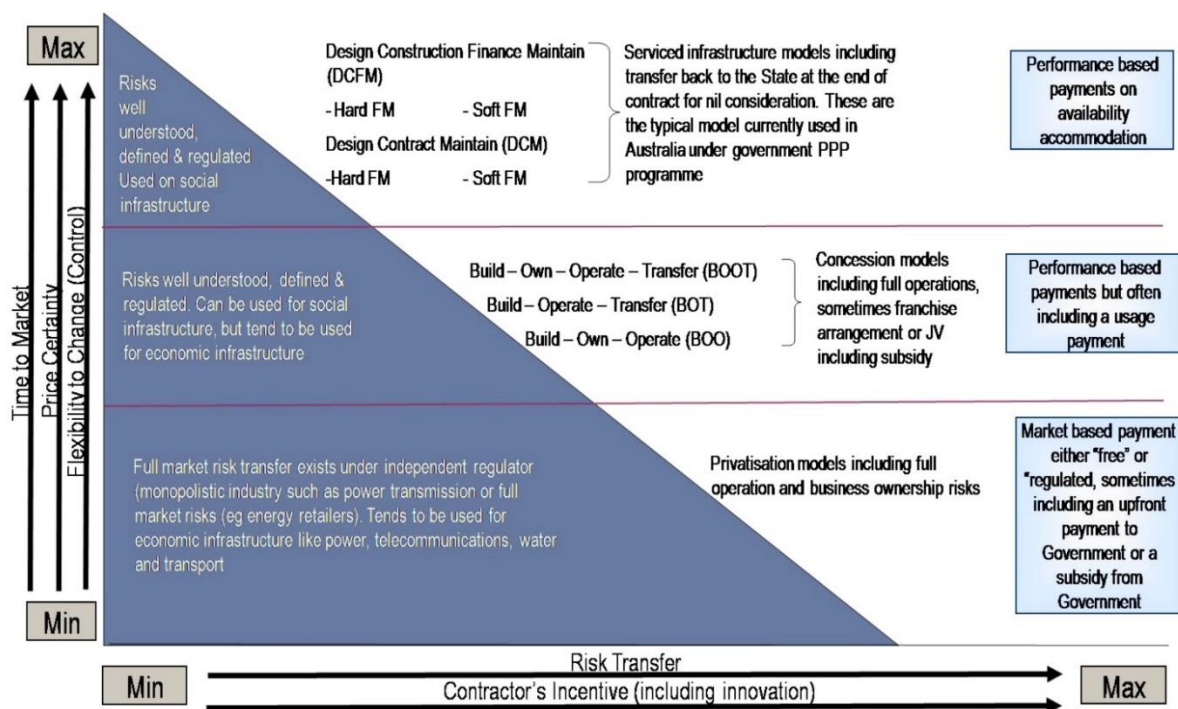 Max
Time to Market
Price Certainty
Flexibility to Change (Control)
Min
Risks
well
understood,
defined & regulated
Used on social
infrastructure
Design Construction Finance Maintain
(DCFM)
- Hard FM - Soft FM
Design Contract Maintain (DCM)
-Hard FM - Soft FM
Serviced infrastructure models including
transfer back to the State at the end of
contract for nil consideration. These are
the typical model currently used in
Australia under government PPP
programme
Performance based
payments on
availability
accommodation
Risks well understood, defined &
regulated. Can be used for social
infrastructure, but tend to be used
for economic infrastructure
Build – Own – Operate – Transfer (BOOT)
Build – Operate – Transfer (BOT)
Build – Own – Operate (BOO)
Concession models
including full operations,
sometimes franchise
arrangement or JV
including subsidy
Performance based
payments but often
including a usage
payment
Full market risk transfer exists under independent regulator
(monopolistic industry such as power transmission or full
market risks (eg energy retailers). Tends to be used for
economic infrastructure like power, telecommunications, water
and transport
Privatisation models including full
operation and business ownership risks
Market based payment
either "free" or
"regulated, sometimes
including an upfront
payment to
Government or a
subsidy from
Government
Min
Risk Transfer
Contractor's Incentive (including innovation)
Max